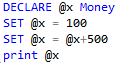 DECLARE @x Money
SET @x = 100
SET @x = @x+500
print @x